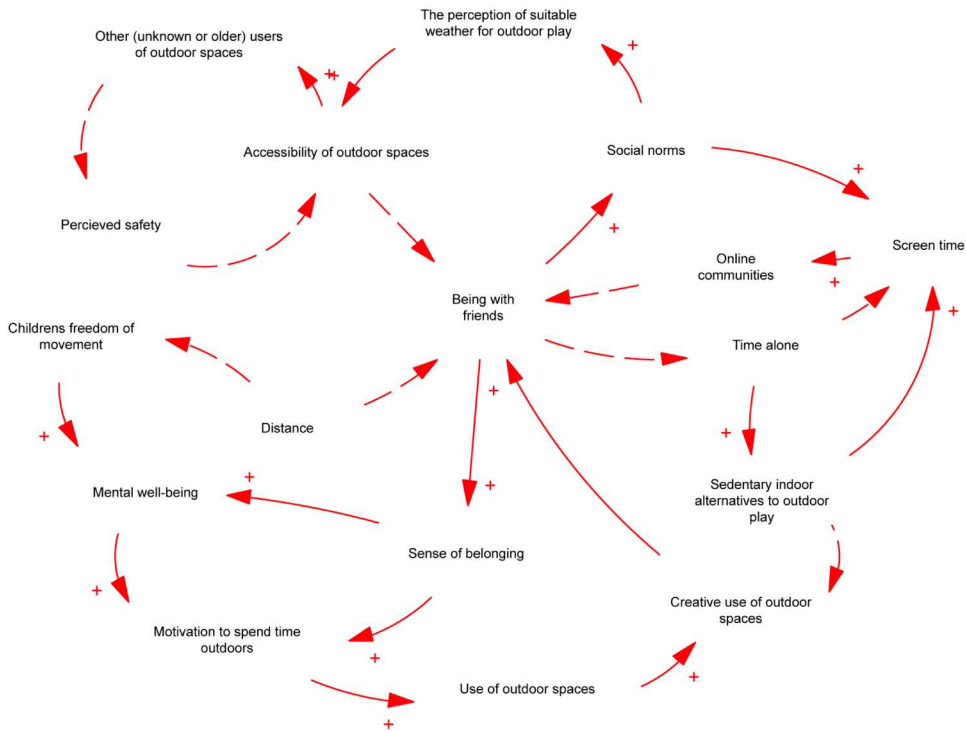 The perception of suitable
weather for outdoor play
Other (unknown or older) users
of outdoor spaces
+
++
Accessibility of outdoor spaces
Social norms
+
Percieved safety
+
Screen time
Online
communities
+
Being with
friends
+
Childrens freedom of
movement
Time alone
+
Distance
+
+
+
Mental well-being
+
Sedentary indoor
alternatives to outdoor
play
Sense of belonging
+
Creative use of outdoor
spaces
Motivation to spend time
outdoors
+
+
Use of outdoor spaces
+